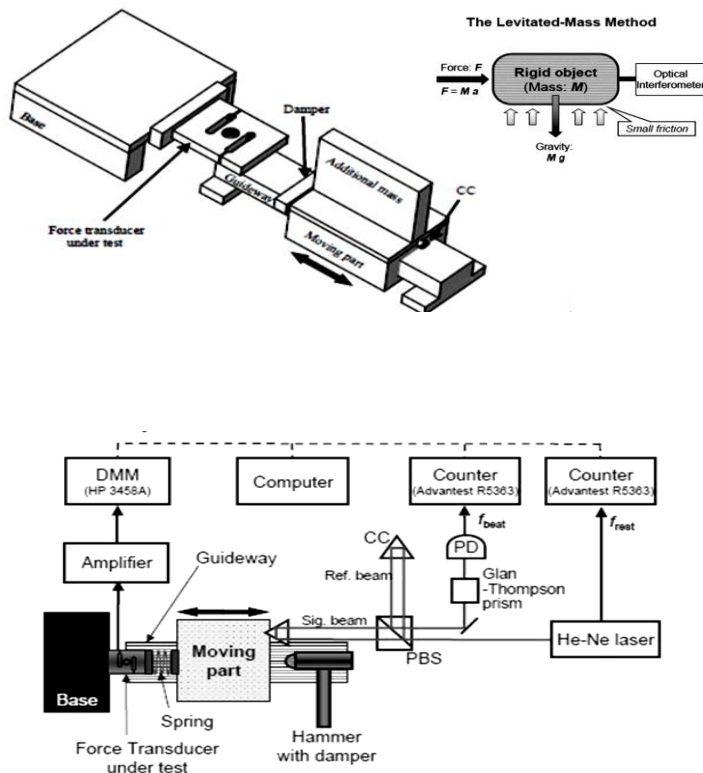 The Levitated-Mass Method
Force: F
F = M a
Rigid object
(Mass: M)
Optical
Interferometer
Small friction
Gravity:
M g
Base
Damper
Additional mass
CC
Guideway
Force transducer
under test
Moving part
DMM
(HP 3458A)
Computer
Counter
(Advantest R5363)
Counter
(Advantest R5363)
fbeat
frest
Amplifier
Guideway
CC
PD
Ref. beam
Glan
-Thompson
prism
Sig. beam
Moving
part
PBS
He-Ne laser
Base
Spring
Force Transducer
under test
Hammer
with damper